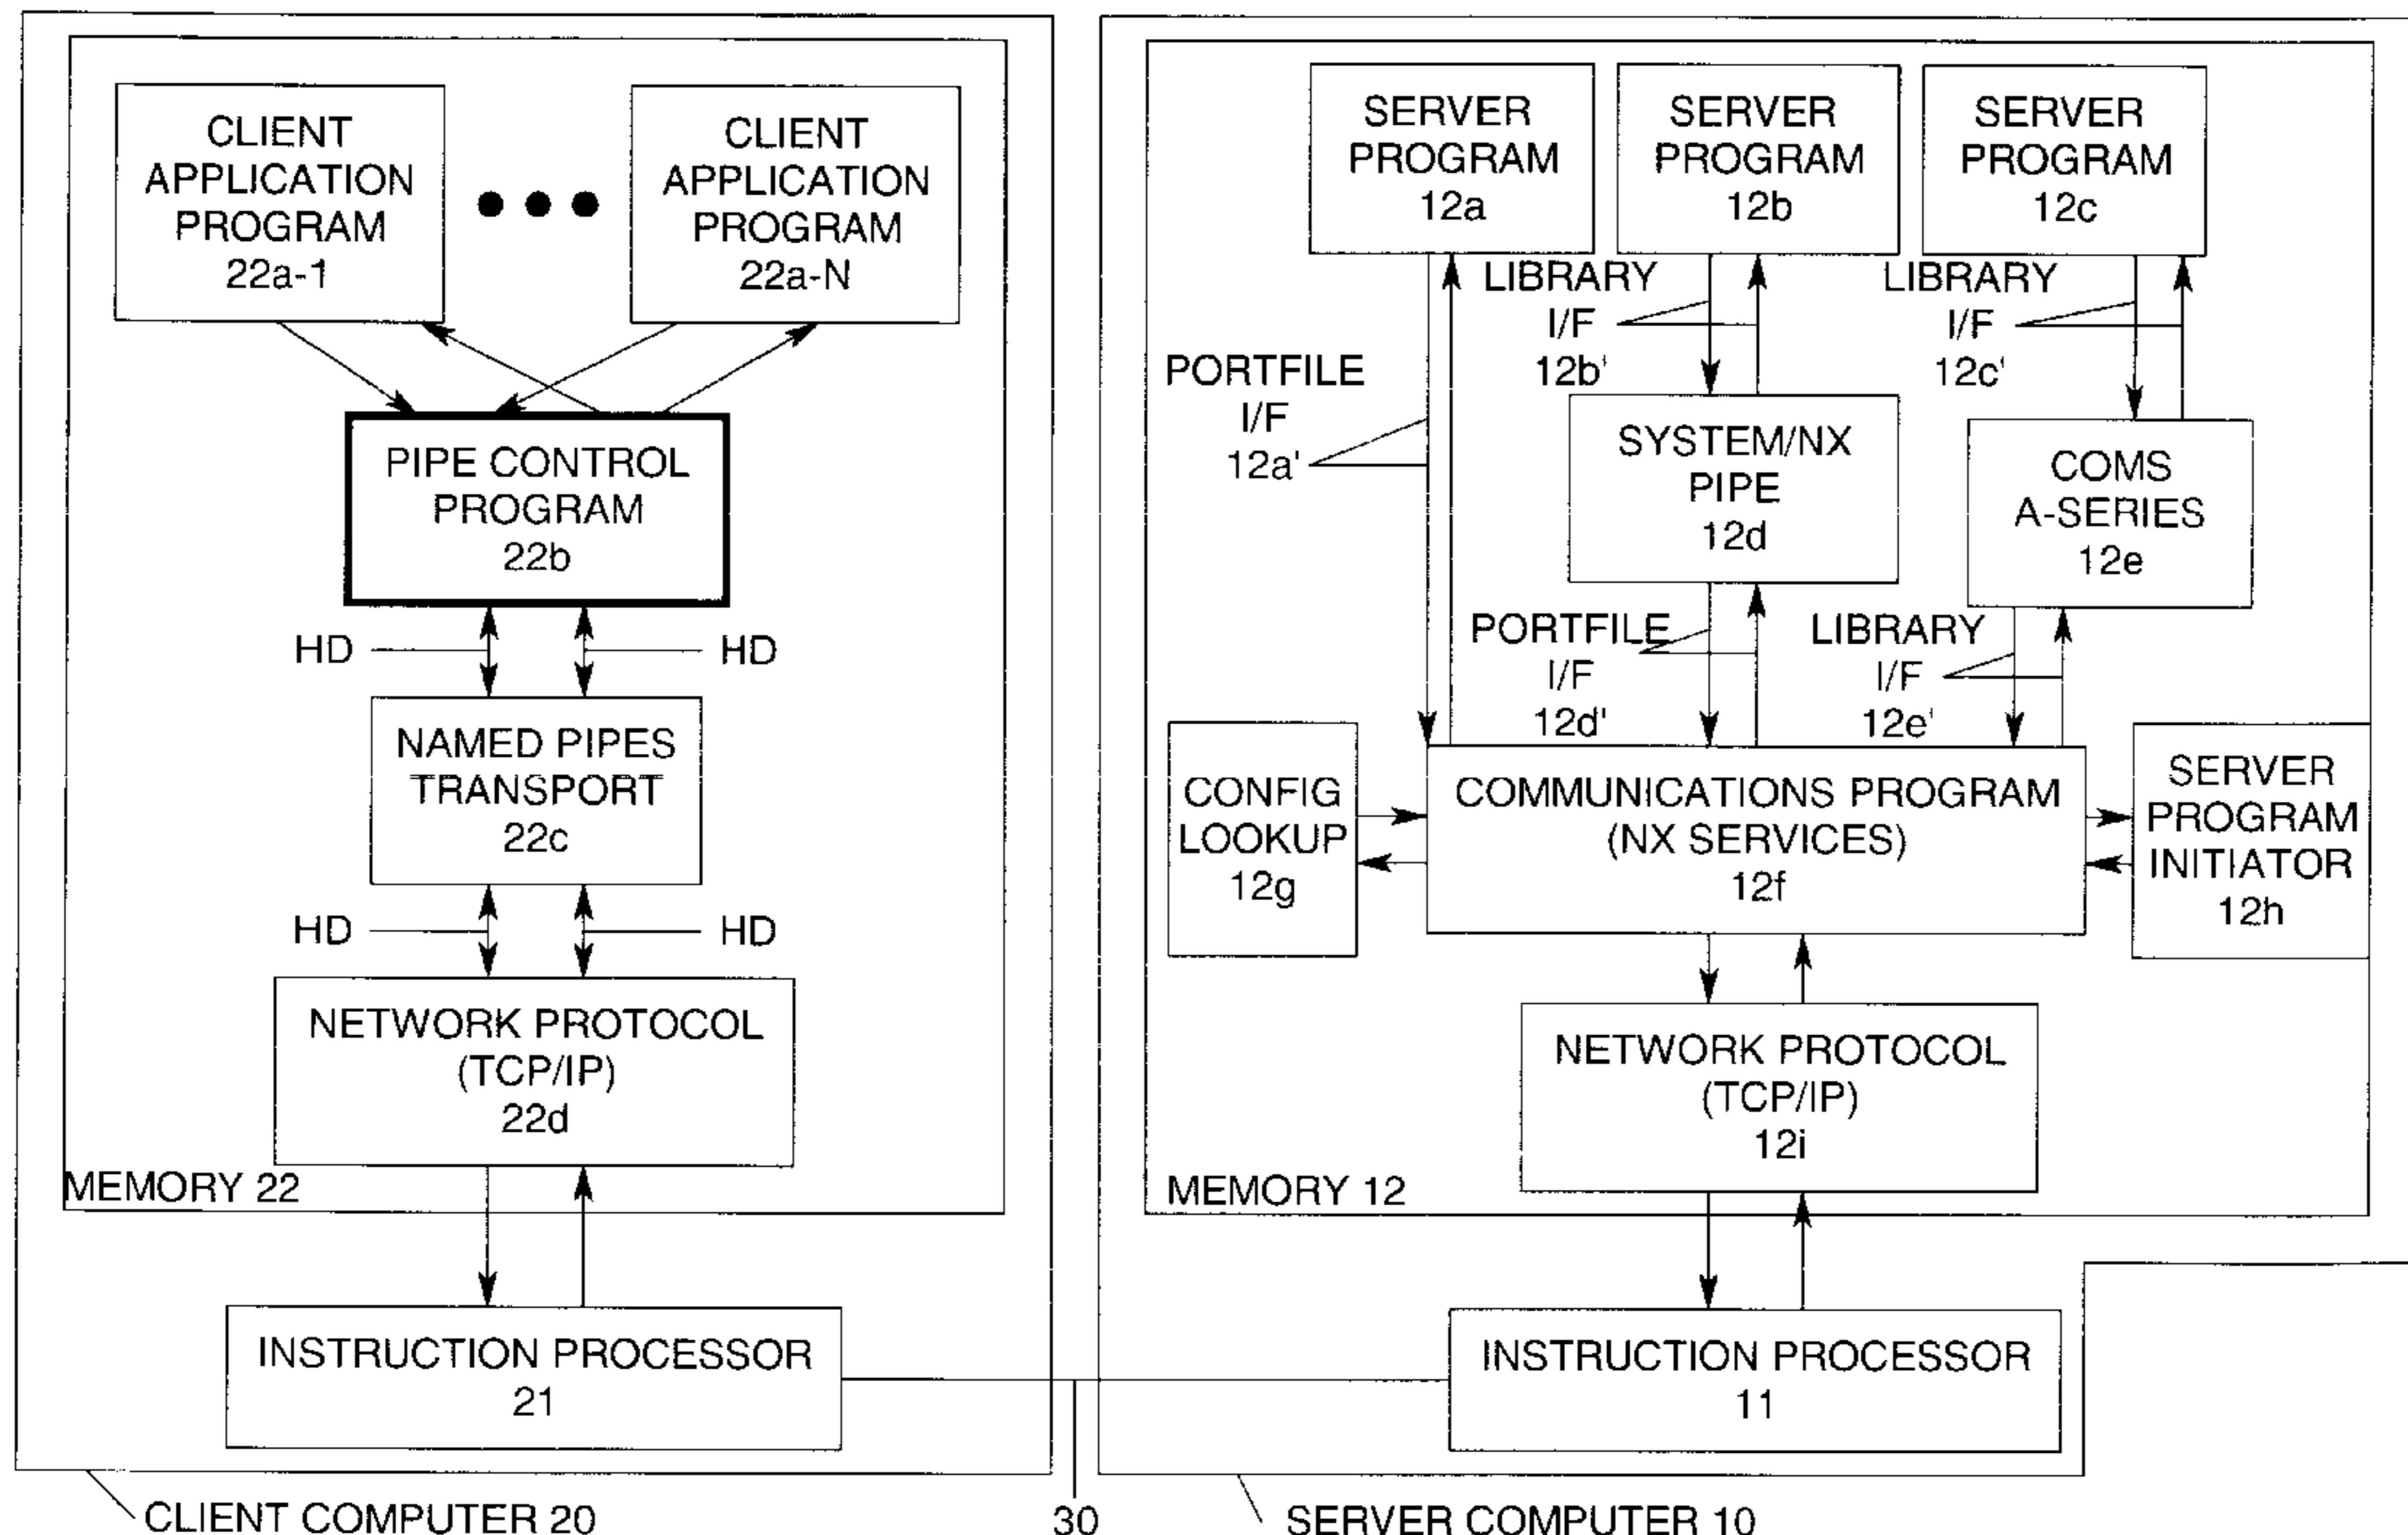 CLIENT
APPLICATION
PROGRAM
22a-1
CLIENT
APPLICATION
PROGRAM
22a-N
PIPE CONTROL
PROGRAM
22b
HD
HD
NAMED PIPES
TRANSPORT
22c
HD
HD
NETWORK PROTOCOL
(TCP/IP)
22d
MEMORY 22
INSTRUCTION PROCESSOR
21
CLIENT COMPUTER 20
30
SERVER
PROGRAM
12a
SERVER
PROGRAM
12b
SERVER
PROGRAM
12c
LIBRARY
I/F
12b'
LIBRARY
I/F
12c'
PORTFILE
I/F
12a'
SYSTEM/NX
PIPE
12d
COMS
A-SERIES
12e
PORTFILE
I/F
12d'
LIBRARY
I/F
12e'
CONFIG
LOOKUP
12g
COMMUNICATIONS PROGRAM
(NX SERVICES)
12f
SERVER
PROGRAM
INITIATOR
12h
NETWORK PROTOCOL
(TCP/IP)
12i
MEMORY 12
INSTRUCTION PROCESSOR
11
SERVER COMPUTER 10